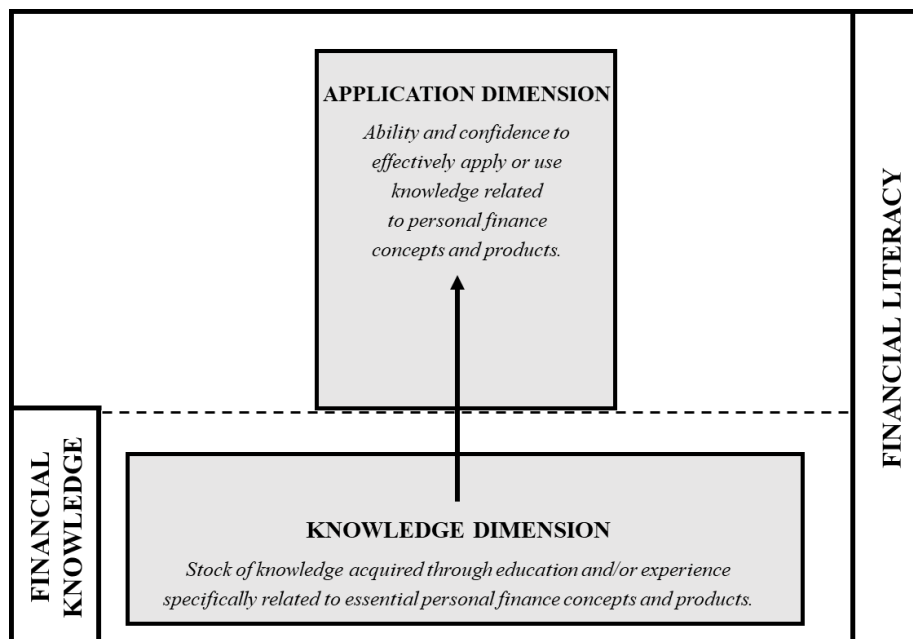 APPLICATION DIMENSION
Ability and confidence to
effectively apply or use
knowledge related
to personal finance
concepts and products.
FINANCIAL LITERACY
FINANCIAL
KNOWLEDGE
KNOWLEDGE DIMENSION
Stock of knowledge acquired through education and/or experience
specifically related to essential personal finance concepts and products.